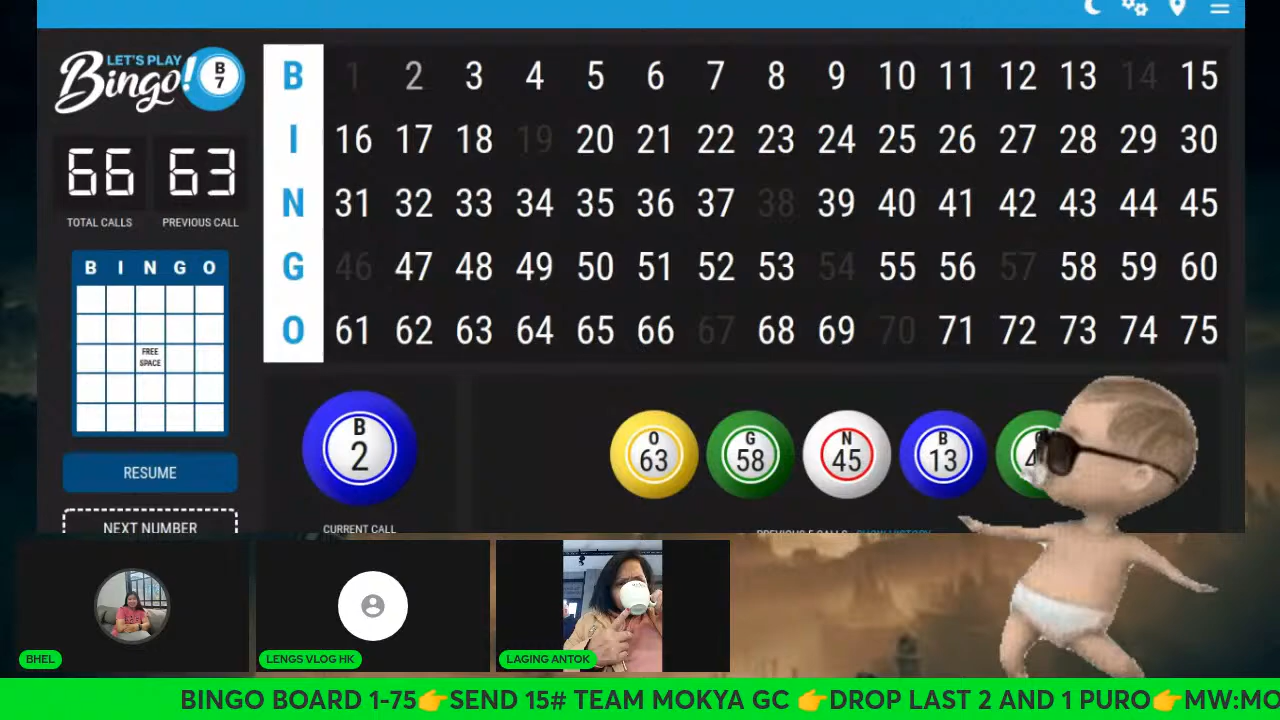 LET'S PLAY
Bingo!
B
7
66
63
TOTAL CALLS
PREVIOUS CALL
B I N G O
FREE
SPACE
RESUME
NEXT NUMBER
B 1 2 3 4 5 6 7 8 9 10 11 12 13 14 15
I 16 17 18 19 20 21 22 23 24 25 26 27 28 29 30
N 31 32 33 34 35 36 37 38 39 40 41 42 43 44 45
G 46 47 48 49 50 51 52 53 54 55 56 57 58 59 60
O 61 62 63 64 65 66 67 68 69 70 71 72 73 74 75
B
2
CURRENT CALL
O
63
G
58
N
45
B
13
BHEL
LENGS VLOG HK
LAGING ANTOK
BINGO BOARD 1-75👉SEND 15# TEAM MOKYA GC 👉DROP LAST 2 AND 1 PURO👉MW:MO